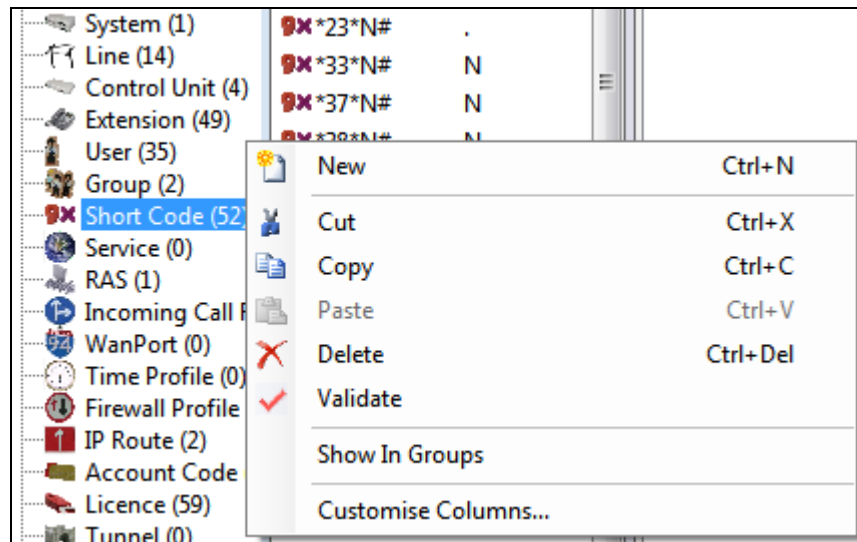 System (1)
Line (14)
Control Unit (4)
Extension (49)
User (35)
Group (2)
Short Code (52)
Service (0)
RAS (1)
Incoming Call
WanPort (0)
Time Profile (0)
Firewall Profile
IP Route (2)
Account Code
Licence (59)
Tunnel (0)
*23*N# .
*33*N# N
*37*N# N
*38*N# N
New Ctrl+N
Cut Ctrl+X
Copy Ctrl+C
Paste Ctrl+V
Delete Ctrl+Del
Validate
Show In Groups
Customise Columns...